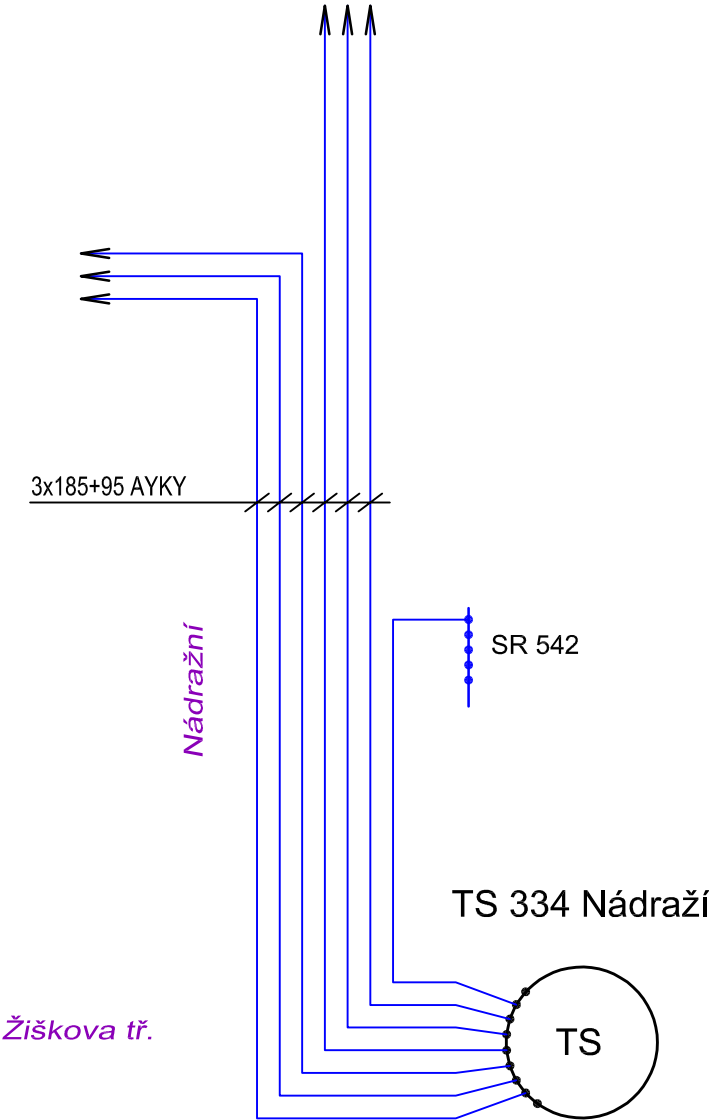 3x185+95 AYKY
Nádražní
SR 542
TS 334 Nádraží
Žiškova tř.
TS